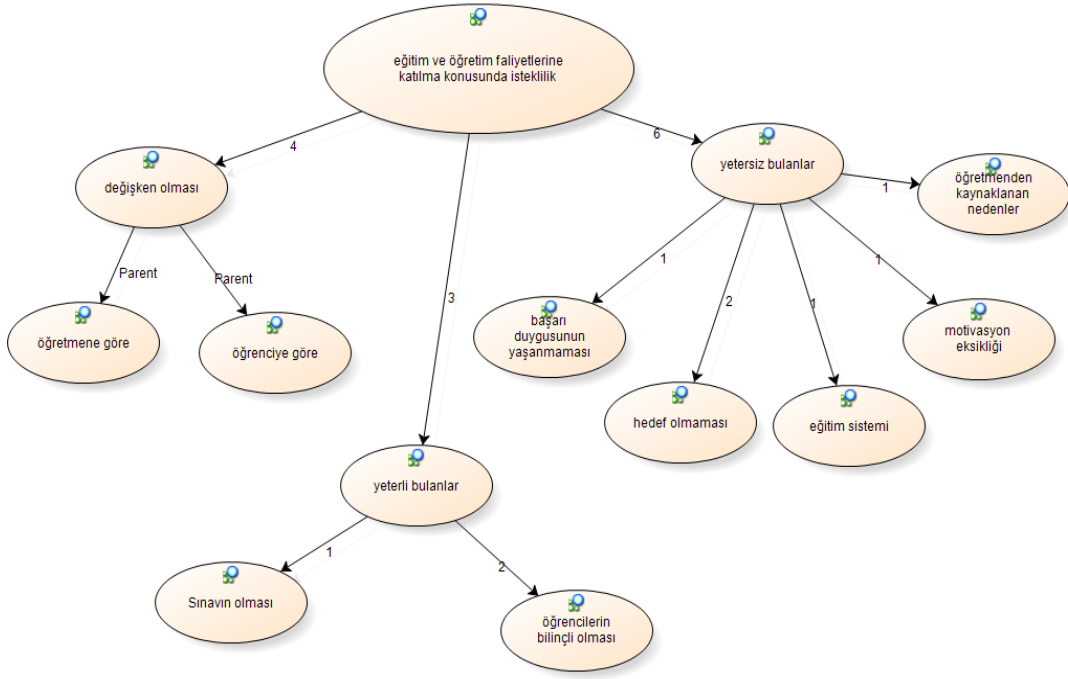 eğitim ve öğretim faliyetlerine
katılma konusunda isteklilik
4
6
değişken olması
yetersiz bulanlar
1
öğretmenden
kaynaklanan
nedenler
Parent
Parent
3
1
2
1
1
öğretmene göre
öğrenciye göre
başarı
duygusunun
yaşanmaması
motivasyon
eksikliği
hedef olmaması
eğitim sistemi
yeterli bulanlar
1
2
Sınavın olması
öğrencilerin
bilinçli olması